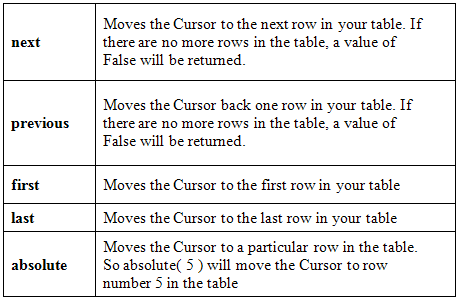 next
Moves the Cursor to the next row in your table. If
there are no more rows in the table, a value of
False will be returned.
previous
Moves the Cursor back one row in your table. If
there are no more rows in the table, a value of
False will be returned.
first
Moves the Cursor to the first row in your table
last
Moves the Cursor to the last row in your table
absolute
Moves the Cursor to a particular row in the table.
So absolute( 5 ) will move the Cursor to row
number 5 in the table